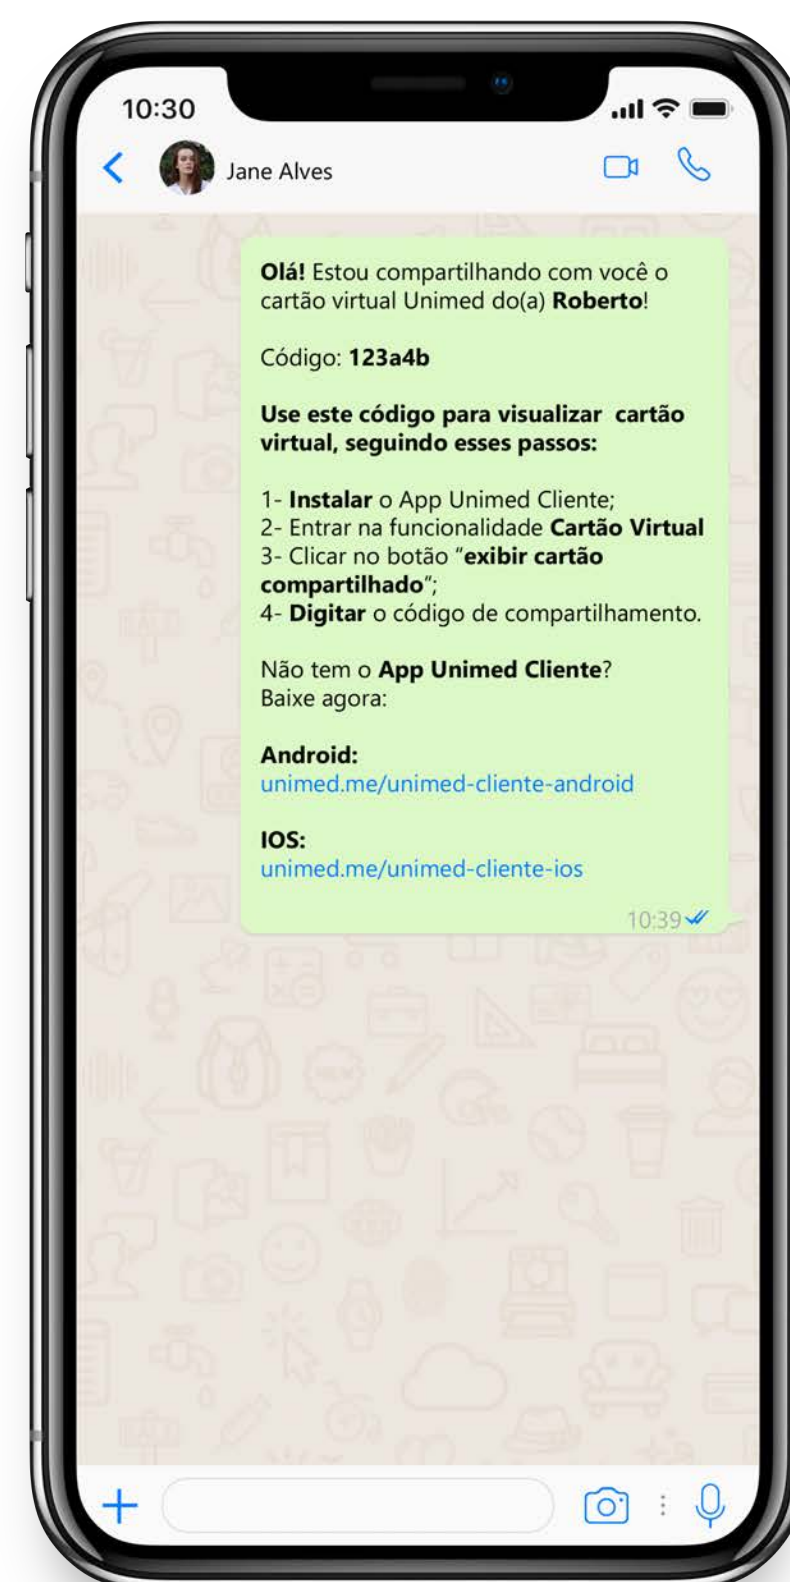 10:30
Jane Alves
Olá! Estou compartilhando com você o
cartão virtual Unimed do(a) Roberto!
Código: 123a4b
Use este código para visualizar  cartão
virtual, seguindo esses passos:
1- Instalar o App Unimed Cliente;
2- Entrar na funcionalidade Cartão Virtual
3- Clicar no botão “exibir cartão
compartilhado”;
4- Digitar o código de compartilhamento.
Não tem o App Unimed Cliente?
Baixe agora:
Android:
unimed.me/unimed-cliente-android
IOS:
unimed.me/unimed-cliente-ios
10:39